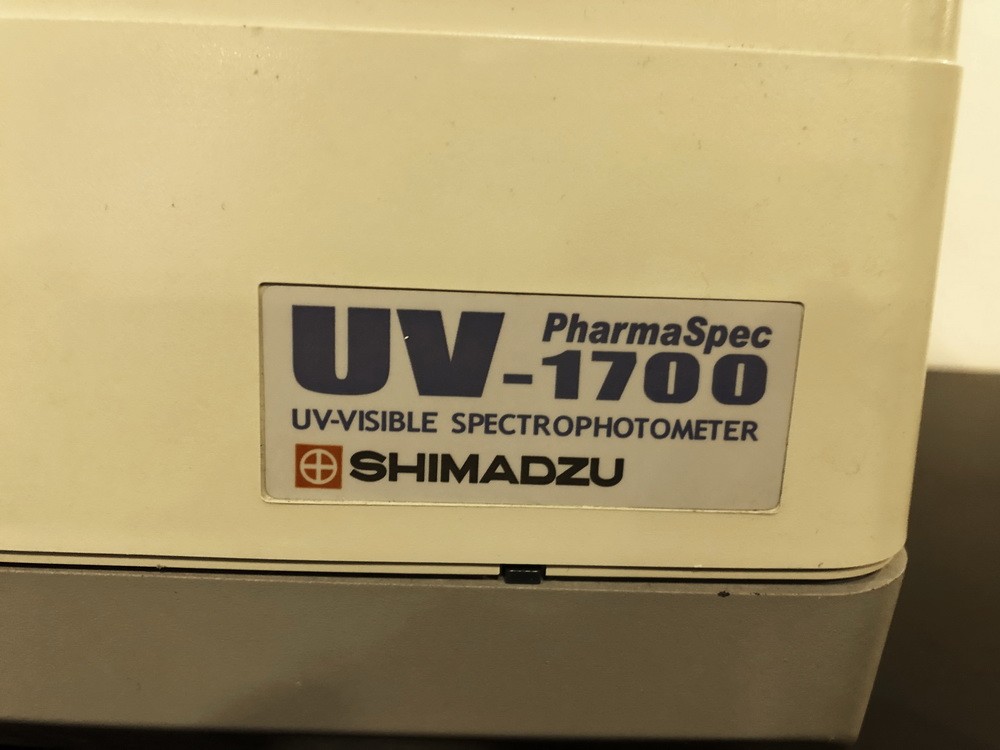 PharmaSpec
UV-1700
UV-VISIBLE SPECTROPHOTOMETER
SHIMADZU